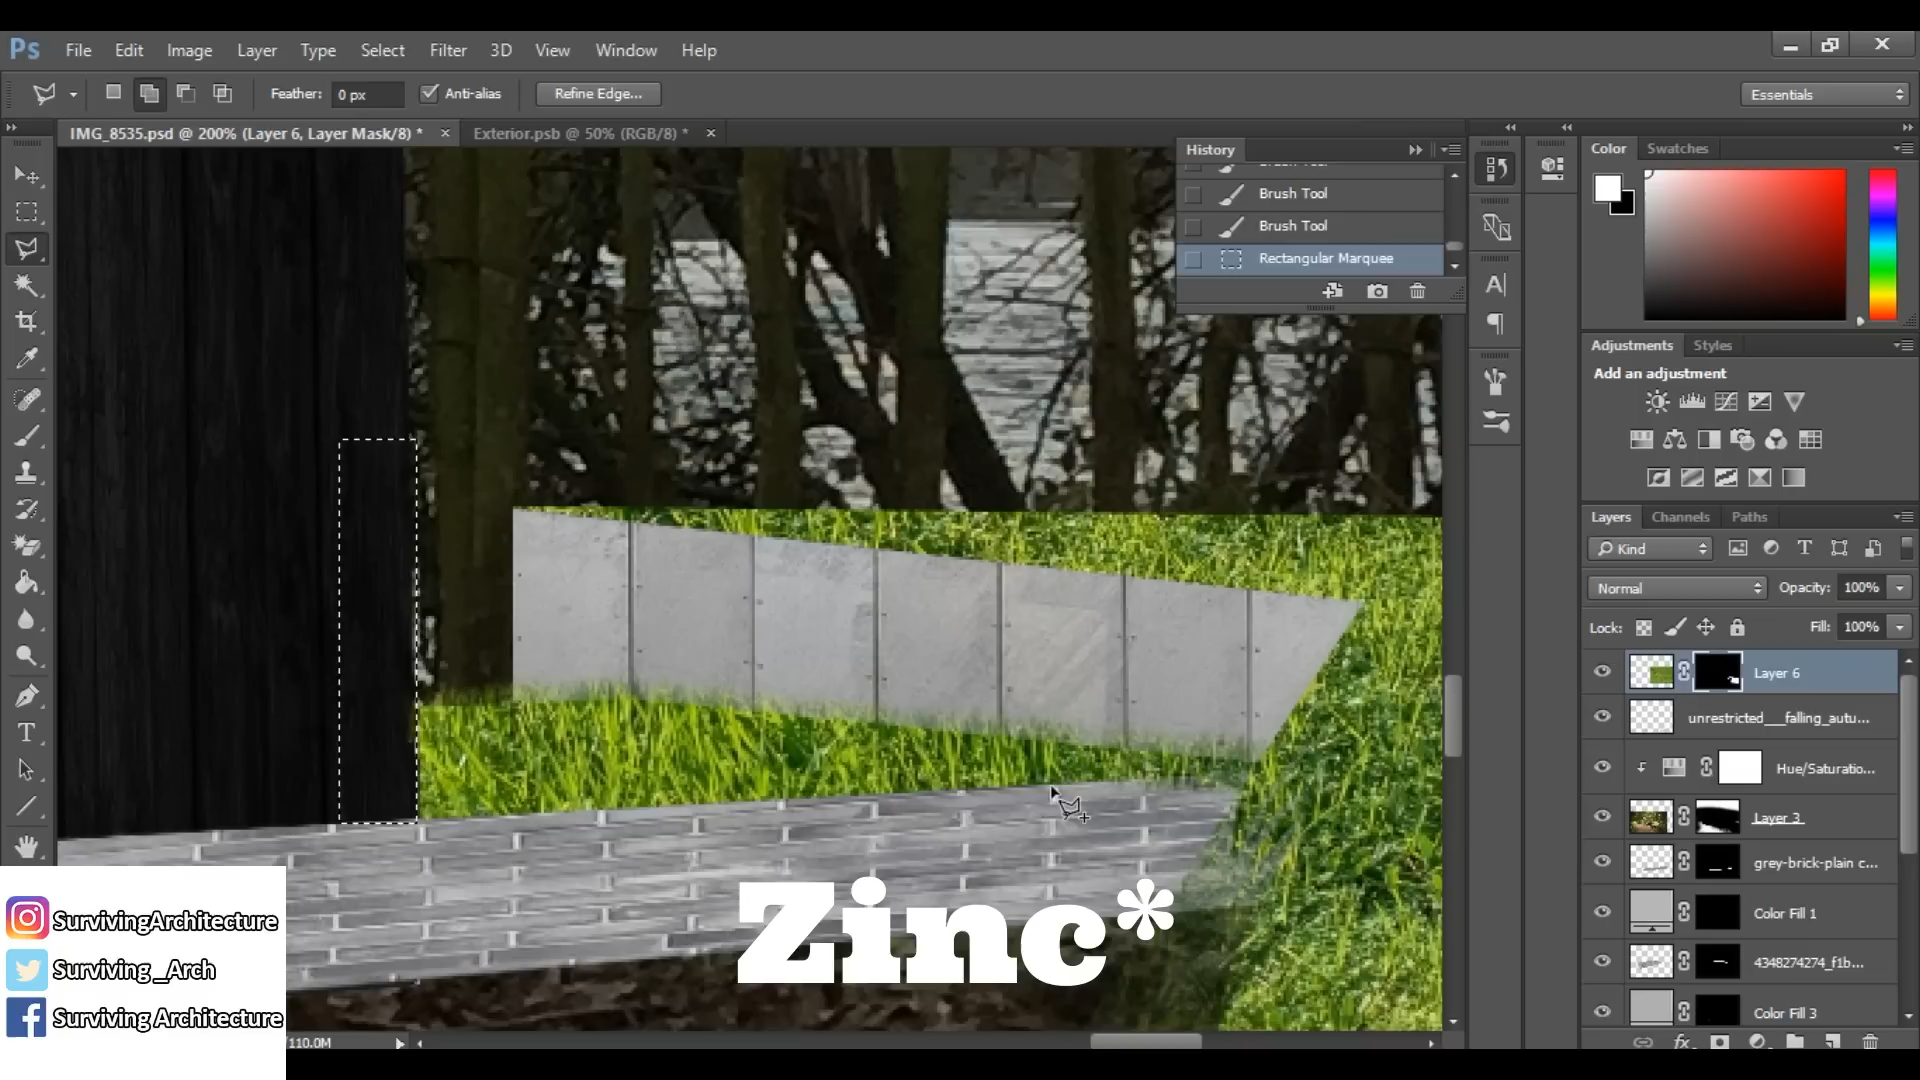 Ps File Edit Image Layer Type Select Filter 3D View Window Help
Feather: 0 px Anti-alias Refine Edge... Essentials
IMG_8535.psd @ 200% (Layer 6, Layer Mask/8) * Exterior.psb @ 50% (RGB/8) *
History
Brush Tool
Brush Tool
Rectangular Marquee
Color Swatches
Adjustments Styles
Add an adjustment
Layers Channels Paths
Kind
Normal Opacity: 100%
Lock: Fill: 100%
Layer 6
unrestricted___falling_autu...
Hue/Saturatio...
Layer 3
grey-brick-plain c...
Color Fill 1
4348274274_f1b...
Color Fill 3
fx
Zinc*
SurvivingArchitecture
Surviving_Arch
Surviving Architecture
/110.0M